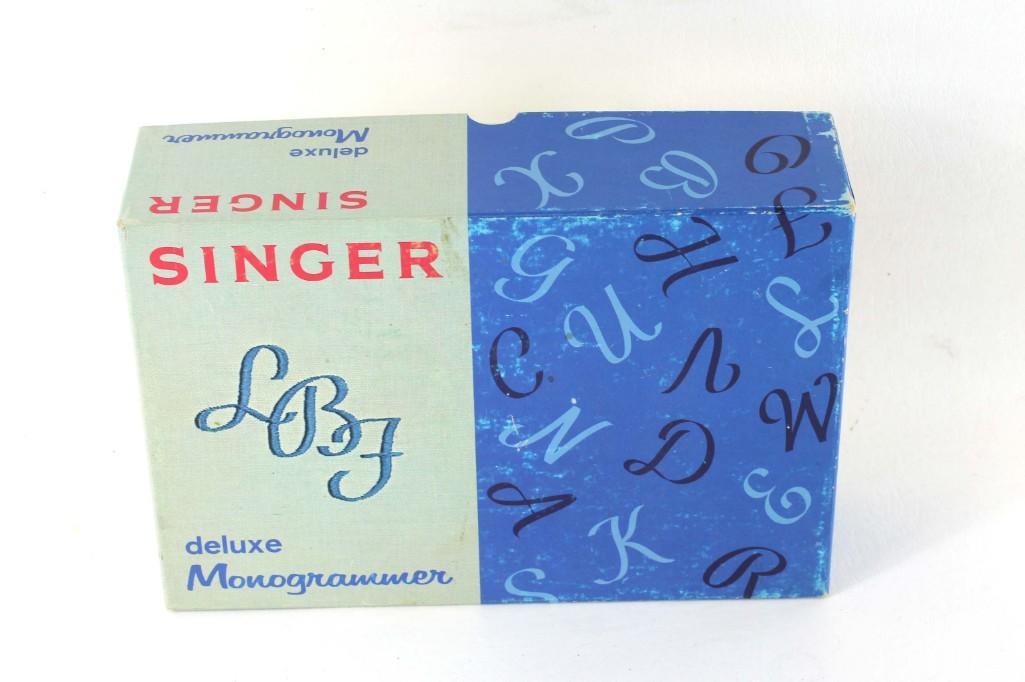 deluxe
Monogrammer
SINGER
SINGER
LBJ
deluxe
Monogrammer
D
X B O
L
G H
U L
C V
N D W
A E
K
S R